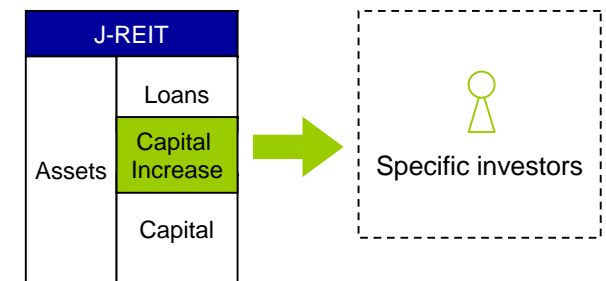 J-REIT
Loans
Assets
Capital
Increase
Capital
Specific investors